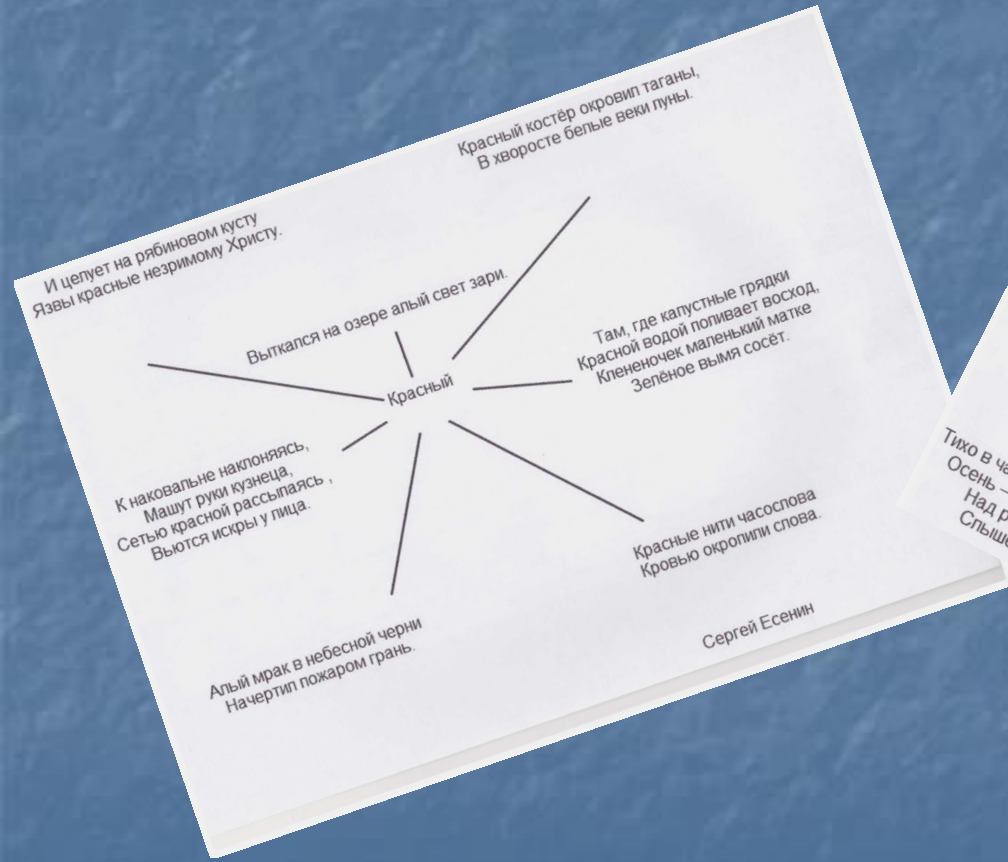 Красный костёр окровил таганы,
В хворосте белые веки луны.
И целует на рябиновом кусту
Язвы красные незримому Христу.
Выткался на озере алый свет зари.
Там, где капустные грядки
Красной водой поливает восход,
Клененочек маленький матке
Зелёное вымя сосёт.
Красный
К наковальне наклоняясь,
Машут руки кузнеца,
Сетью красной рассыпаясь ,
Вьются искры у лица.
Красные нити часослова
Кровью окропили слова.
Алый мрак в небесной черни
Начертил пожаром грань.
Сергей Есенин
Тихо в
Осень –
Над